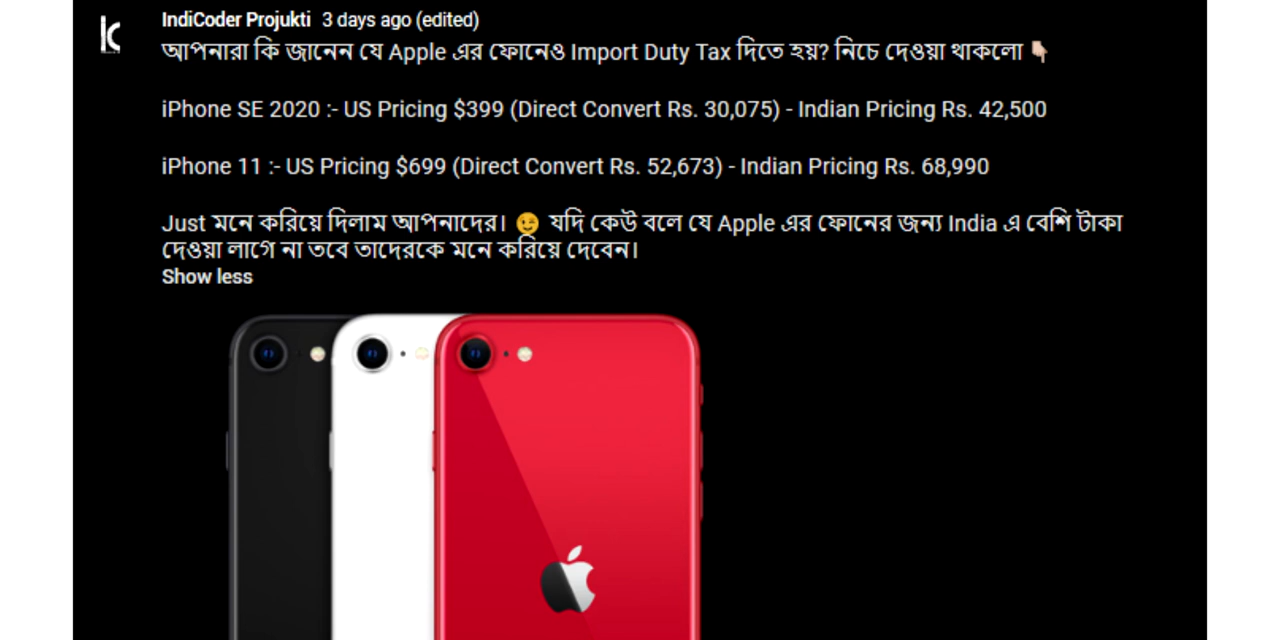 IndiCoder Projukti 3 days ago (edited)
আপনারা কি জানেন যে Apple এর ফোনেও Import Duty Tax দিতে হয়? নিচে দেওয়া থাকলো 👇🏻
iPhone SE 2020 :- US Pricing $399 (Direct Convert Rs. 30,075) - Indian Pricing Rs. 42,500
iPhone 11 :- US Pricing $699 (Direct Convert Rs. 52,673) - Indian Pricing Rs. 68,990
Just মনে করিয়ে দিলাম আপনাদের। 😉 যদি কেউ বলে যে Apple এর ফোনের জন্য India এ বেশি টাকা
দেওয়া লাগে না তবে তাদেরকে মনে করিয়ে দেবেন।
Show less